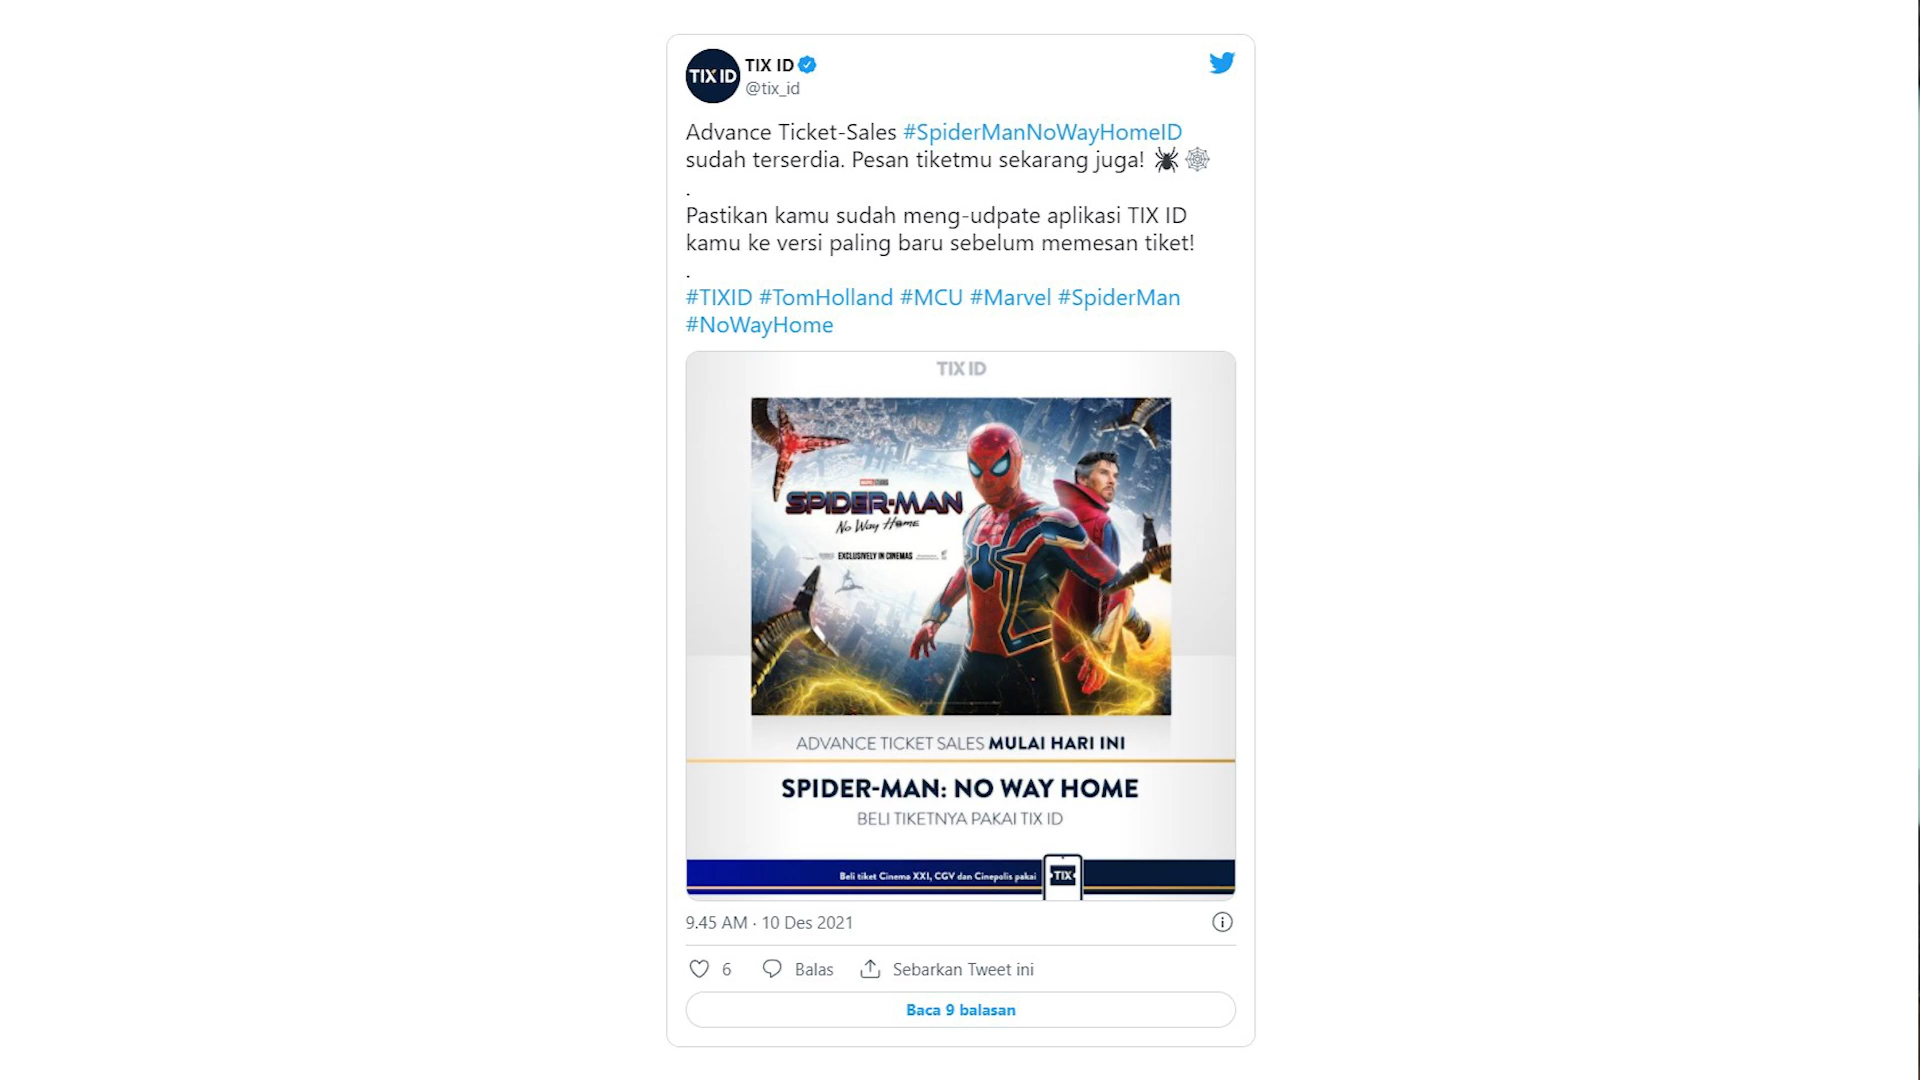 TIX ID
TIX ID
@tix_id
Advance Ticket-Sales #SpiderManNoWayHomeID
sudah terserdia. Pesan tiketmu sekarang juga! 🕷️ 🕸️
.
Pastikan kamu sudah meng-udpate aplikasi TIX ID
kamu ke versi paling baru sebelum memesan tiket!
.
#TIXID #TomHolland #MCU #Marvel #SpiderMan
#NoWayHome
TIX ID
SPIDER-MAN
No Way Home
EXCLUSIVELY IN CINEMAS
ADVANCE TICKET SALES MULAI HARI INI
SPIDER-MAN: NO WAY HOME
BELI TIKETNYA PAKAI TIX ID
Beli tiket Cinema XXI, CGV dan Cinepolis pakai
TIX
9.45 AM · 10 Des 2021
6 Balas Sebarkan Tweet ini
Baca 9 balasan